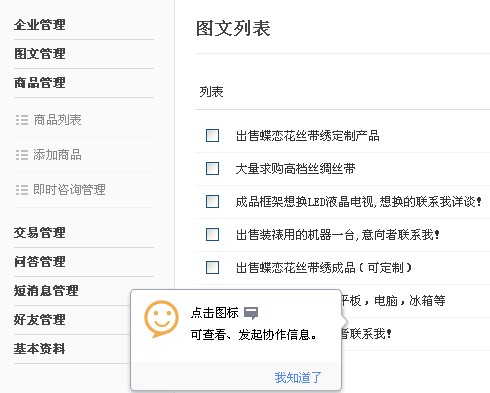 企业管理
图文管理
商品管理
商品列表
添加商品
即时咨询管理
交易管理
问答管理
短消息管理
好友管理
基本资料
图文列表
列表
出售蝶恋花丝带绣定制产品
大量求购高档丝绸丝带
成品框架想换LED液晶电视,想换的联系我详谈!
出售装裱用的机器一台,意向者联系我!
出售蝶恋花丝带绣成品(可定制)
平板，电脑，冰箱等
者联系我!
点击图标
可查看、发起协作信息。
我知道了